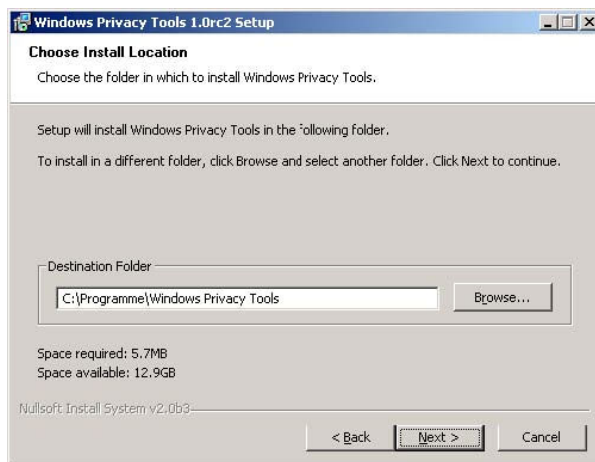 Windows Privacy Tools 1.0rc2 Setup
Choose Install Location
Choose the folder in which to install Windows Privacy Tools.
Setup will install Windows Privacy Tools in the following folder.
To install in a different folder, click Browse and select another folder. Click Next to continue.
Destination Folder
C:\Programme\Windows Privacy Tools
Browse...
Space required: 5.7MB
Space available: 12.9GB
Nullsoft Install System v2.0b3
< Back Next > Cancel